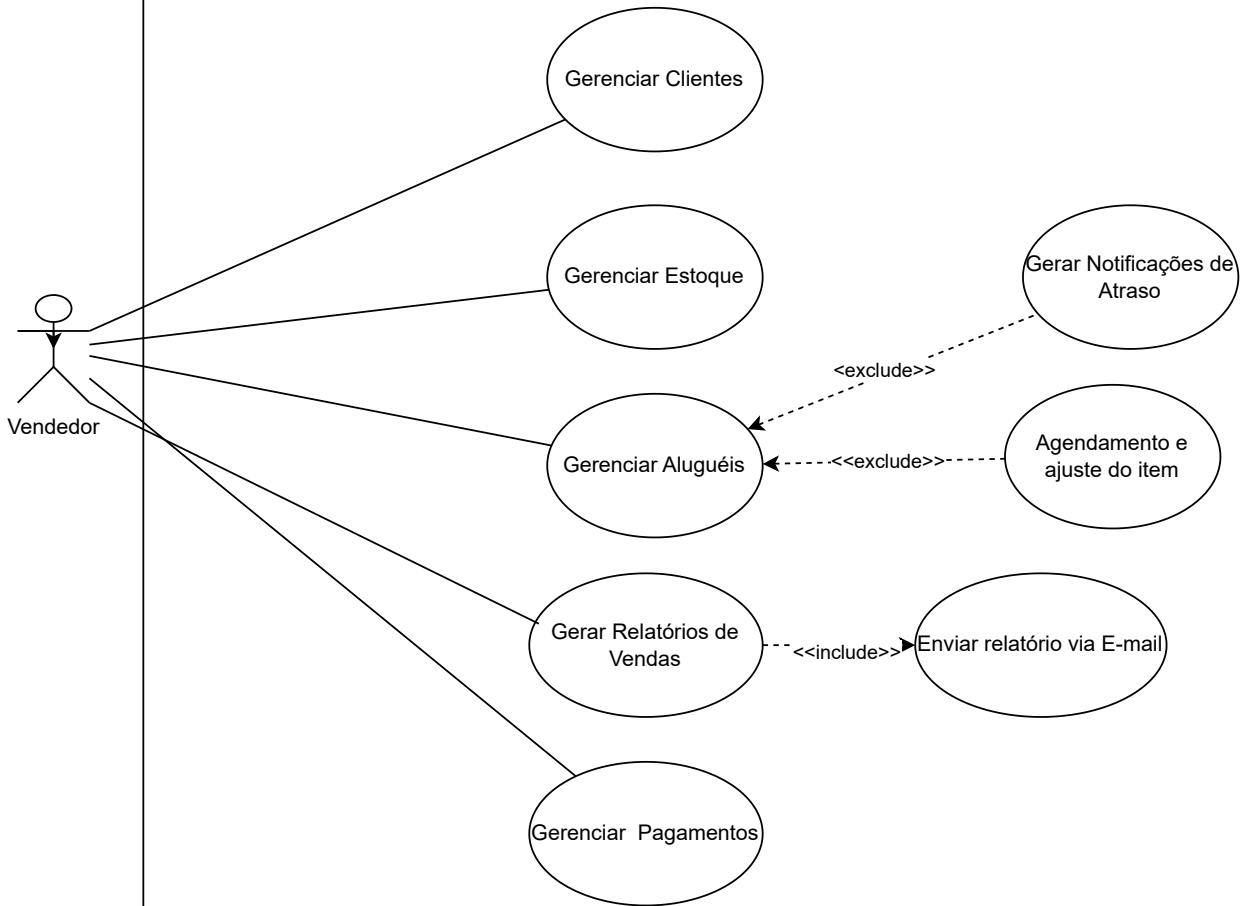 Gerenciar Clientes
Gerenciar Estoque
Gerar Notificações de
Atraso
<exclude>>
Vendedor
Gerenciar Aluguéis
<<exclude>>
Agendamento e
ajuste do item
Gerar Relatórios de
Vendas
<<include>>
Enviar relatório via E-mail
Gerenciar  Pagamentos